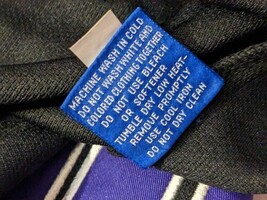 MACHINE WASH IN COLD
DO NOT WASH WHITE AND
COLORED CLOTHING TOGETHER
DO NOT USE BLEACH
OR SOFTENER
TUMBLE DRY LOW HEAT-
REMOVE PROMPTLY
USE COOL IRON
DO NOT DRY CLEAN